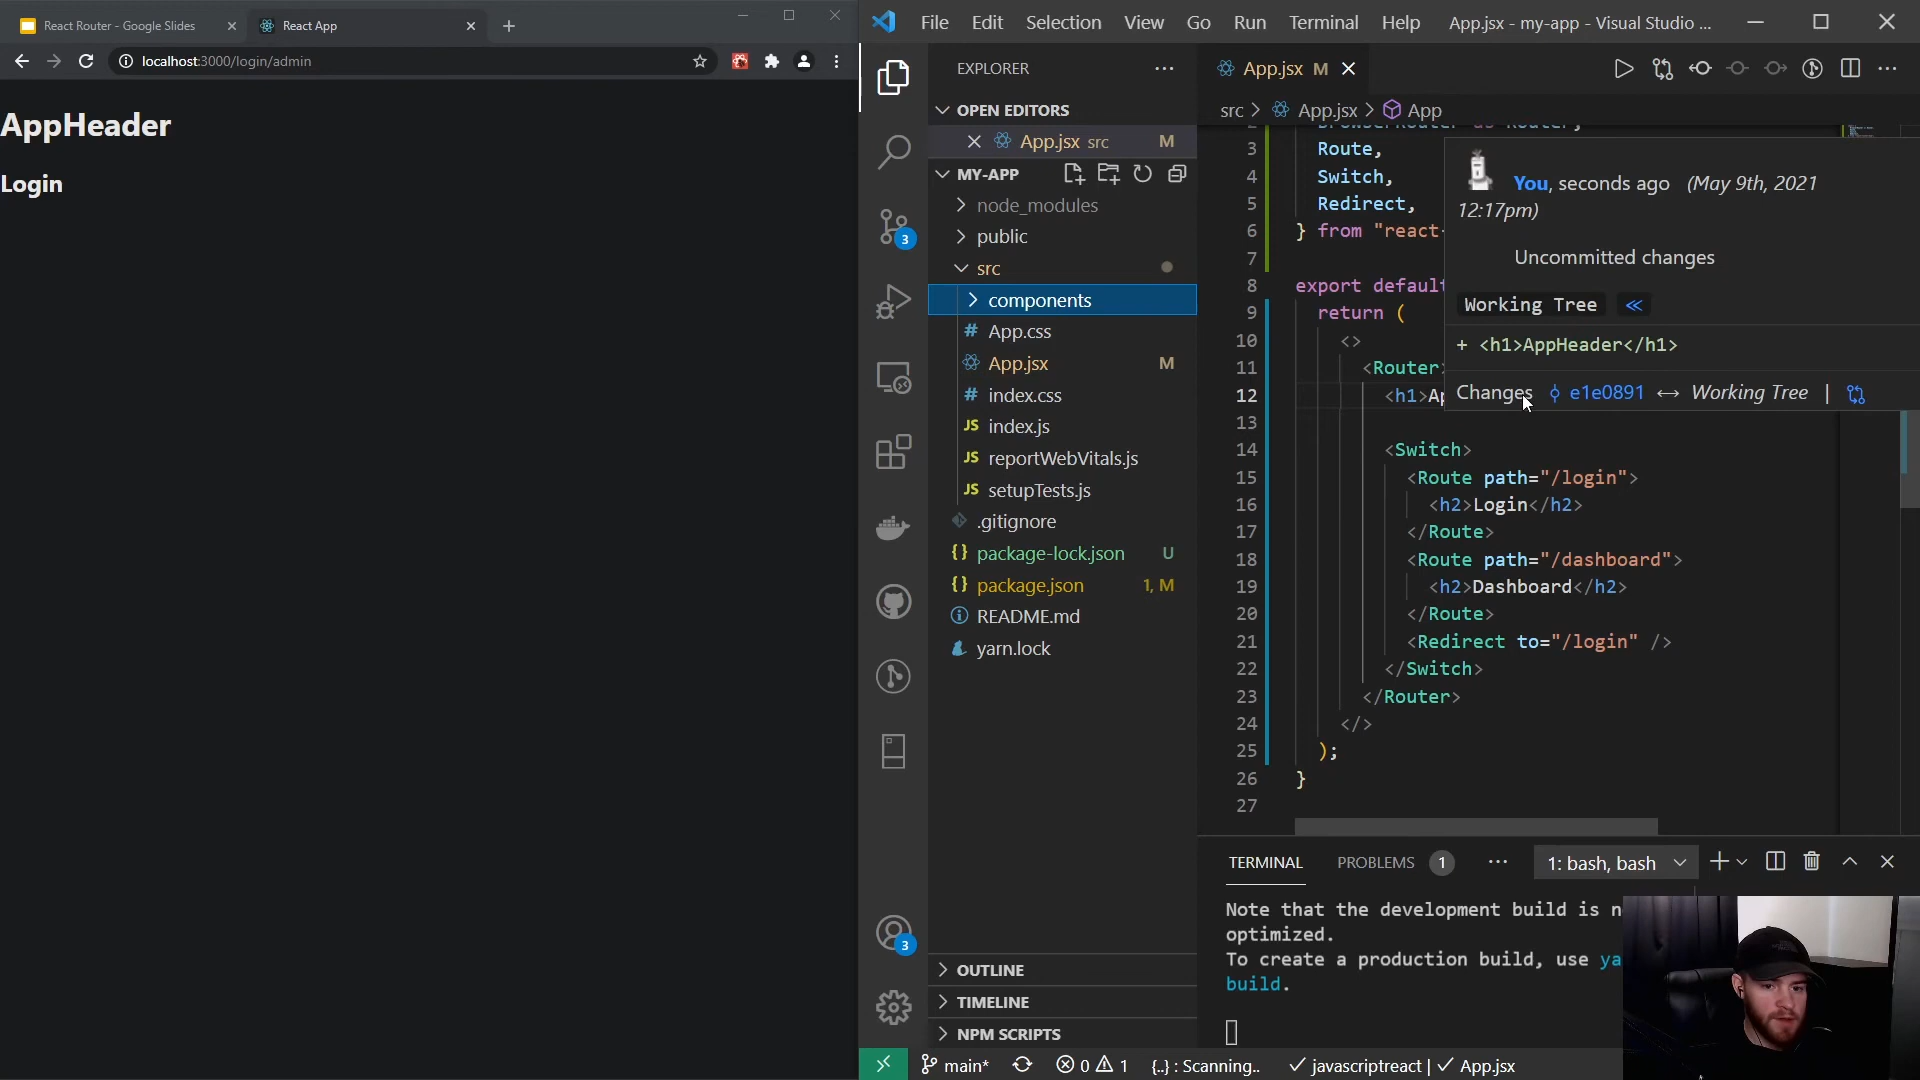 React Router - Google Slides
React App
localhost:3000/login/admin
AppHeader
Login
File Edit Selection View Go Run Terminal Help App.jsx - my-app - Visual Studio ...
EXPLORER
OPEN EDITORS
App.jsx src M
MY-APP
node_modules
public
src
components
# App.css
App.jsx M
# index.css
JS index.js
JS reportWebVitals.js
JS setupTests.js
.gitignore
{} package-lock.json U
{} package.json 1, M
README.md
yarn.lock
OUTLINE
TIMELINE
NPM SCRIPTS
3
3
App.jsx M
src > App.jsx > App
3 Route,
4 Switch,
5 Redirect,
6 } from "react-
7
8 export default
9 return (
10 <>
11 <Router>
12 <h1>Ap
13
14 <Switch>
15 <Route path="/login">
16 <h2>Login</h2>
17 </Route>
18 <Route path="/dashboard">
19 <h2>Dashboard</h2>
20 </Route>
21 <Redirect to="/login" />
22 </Switch>
23 </Router>
24 </>
25 );
26 }
27
You, seconds ago (May 9th, 2021
12:17pm)
Uncommitted changes
Working Tree
+ <h1>AppHeader</h1>
Changes e1e0891 ↔ Working Tree |
TERMINAL PROBLEMS 1 ... 1: bash, bash
Note that the development build is n
optimized.
To create a production build, use ya
build.
main* 0 1 {..} : Scanning.. ✓ javascriptreact | ✓ App.jsx